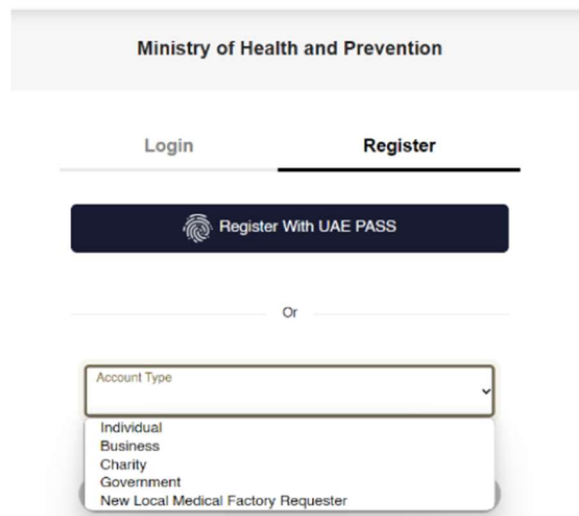 Ministry of Health and Prevention
Login
Register
Register With UAE PASS
Or
Account Type
Individual
Business
Charity
Government
New Local Medical Factory Requester